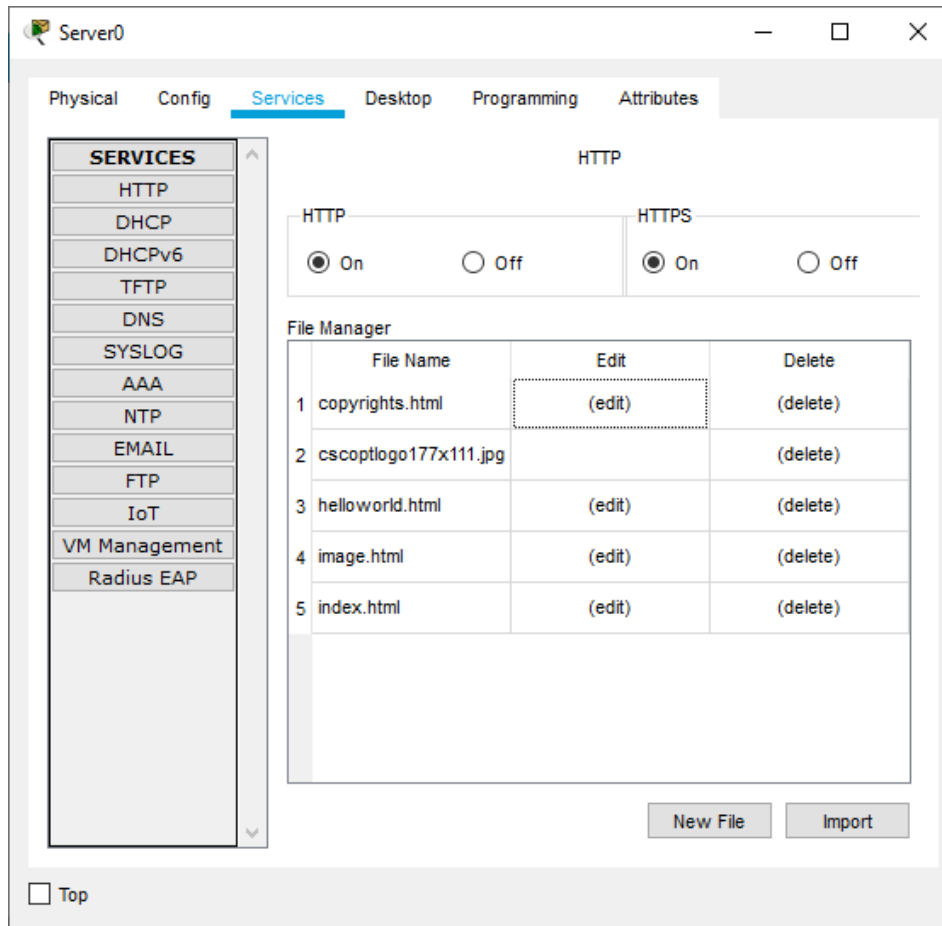 Server0
Physical Config Services Desktop Programming Attributes
SERVICES
HTTP
DHCP
DHCPv6
TFTP
DNS
SYSLOG
AAA
NTP
EMAIL
FTP
IoT
VM Management
Radius EAP
HTTP
HTTP HTTPS
On Off On Off
File Manager
File Name Edit Delete
1 copyrights.html (edit) (delete)
2 cscoptlogo177x111.jpg (delete)
3 helloworld.html (edit) (delete)
4 image.html (edit) (delete)
5 index.html (edit) (delete)
New File Import
Top